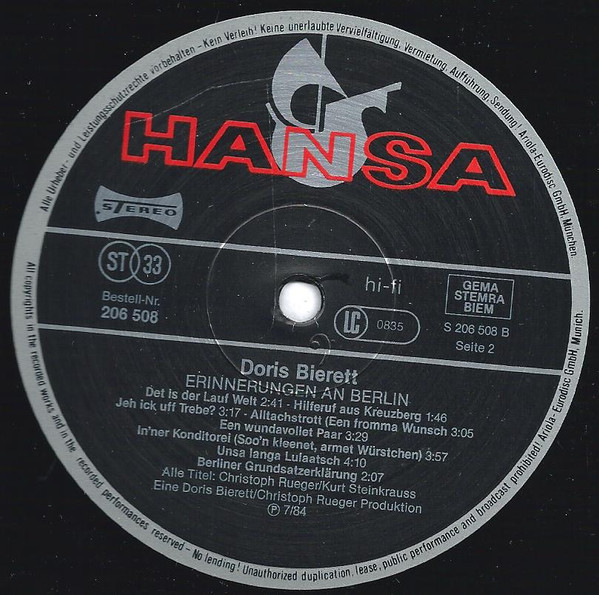 Alle Urheber- und Leistungsschutzrechte vorbehalten - Kein Verleih! Keine unerlaubte Vervielfältigung, Vermietung, Aufführung, Sendung! Ariola-Eurodisc GmbH, München.
HANSA
STEREO
ST 33
hi-fi
GEMA
STEMRA
BIEM
Bestell-Nr.
206 508
LC 0835
S 206 508 B
Seite 2
Doris Bierett
ERINNERUNGEN AN BERLIN
Det is der Lauf Welt 2:41 - Hilferuf aus Kreuzberg 1:46
Jeh ick uff Trebe? 3:17 - Alltachstrott (Een fromma Wunsch 3:05
Een wundavollet Paar 3:29
In'ner Konditorei (Soo'n kleenet, armet Würstchen) 3:57
Unsa langa Lulaatsch 4:10
Berliner Grundsatzerklärung 2:07
Alle Titel: Christoph Rueger/Kurt Steinkrauss
Eine Doris Bierett/Christoph Rueger Produktion
℗ 7/84
All copyrights in the recorded works and in the recorded performances reserved - No lending! Unauthorized duplication, lease, public performance and broadcast prohibited! Ariola-Eurodisc GmbH, Munich.